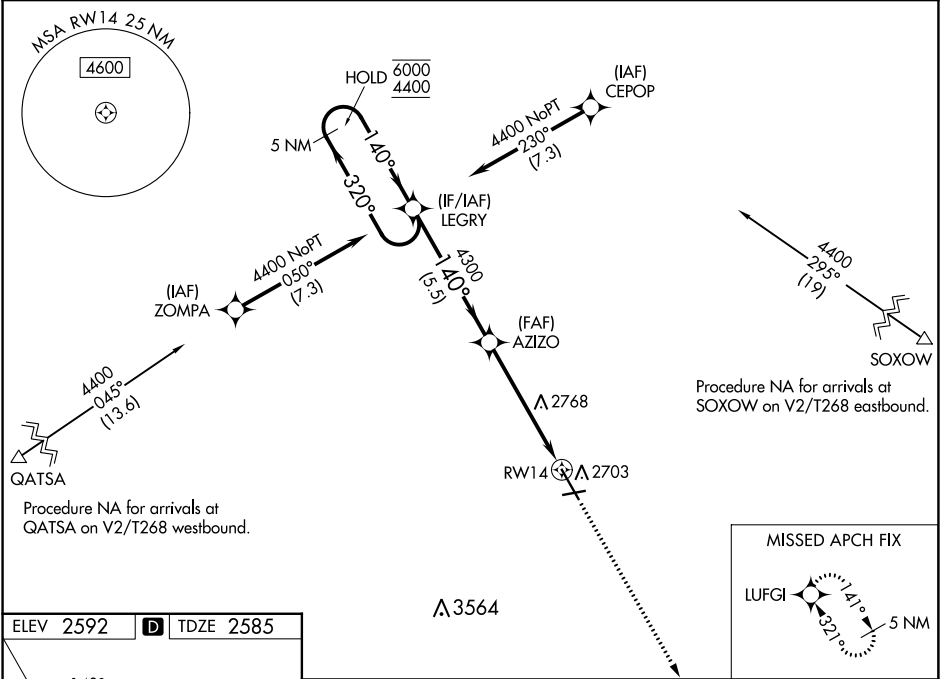 MSA RW14 25 NM
4600
HOLD 6000
4400
5 NM
140°
320°
(IAF)
CEPOP
4400 NoPT
230°
(7.3)
(IF/IAF)
LEGRY
4400 NoPT
050°
(7.3)
(IAF)
ZOMPA
4300
140°
(5.5)
(FAF)
AZIZO
4400
295°
(19)
SOXOW
Procedure NA for arrivals at
SOXOW on V2/T268 eastbound.
4400
045°
(13.6)
QATSA
Procedure NA for arrivals at
QATSA on V2/T268 westbound.
2768
RW14
2703
3564
MISSED APCH FIX
LUFGI
141°
321°
5 NM
ELEV 2592 D TDZE 2585